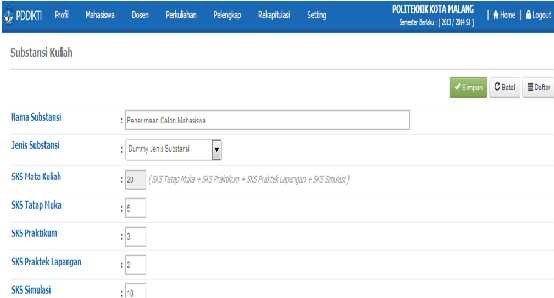 PDDIKTI Profil Mahasiswa Dosen Perkuliahan Pelengkap Rekapitulasi Setting
POLITEKNIK KOTA MALANG
Semester Berlaku : [ 2013 / 2014 S1 ]
| Home | Logout
Substansi Kuliah
Simpan Batal Daftar
Nama Substansi : Penerimaan Calon Mahasiswa
Jenis Substansi : Dummy Jenis Substansi
SKS Mata Kuliah : 20 ( SKS Tatap Muka + SKS Praktikum + SKS Praktek Lapangan + SKS Simulasi )
SKS Tatap Muka : 5
SKS Praktikum : 3
SKS Praktek Lapangan : 2
SKS Simulasi : 10